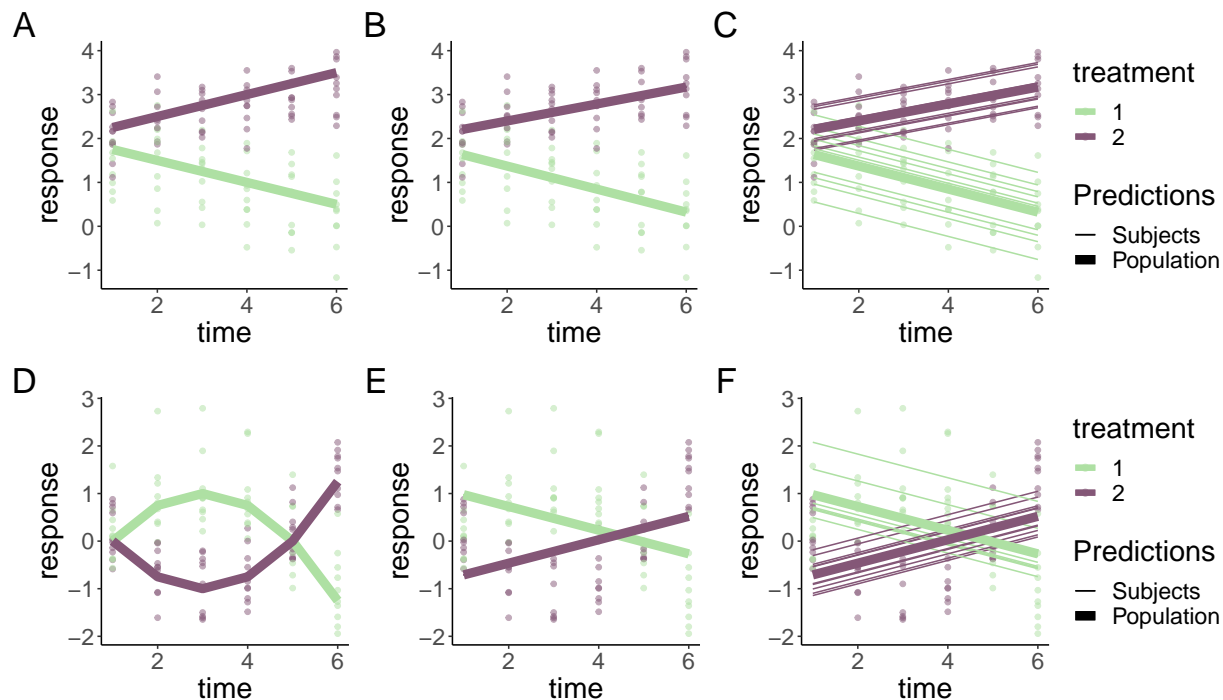 A
response
4
3
2
1
0
−1
2
4
6
time
B
response
4
3
2
1
0
−1
2
4
6
time
C
response
4
3
2
1
0
−1
2
4
6
time
treatment
1
2
Predictions
Subjects
Population
D
response
3
2
1
0
−1
−2
2
4
6
time
E
response
3
2
1
0
−1
−2
2
4
6
time
F
response
3
2
1
0
−1
−2
2
4
6
time
treatment
1
2
Predictions
Subjects
Population